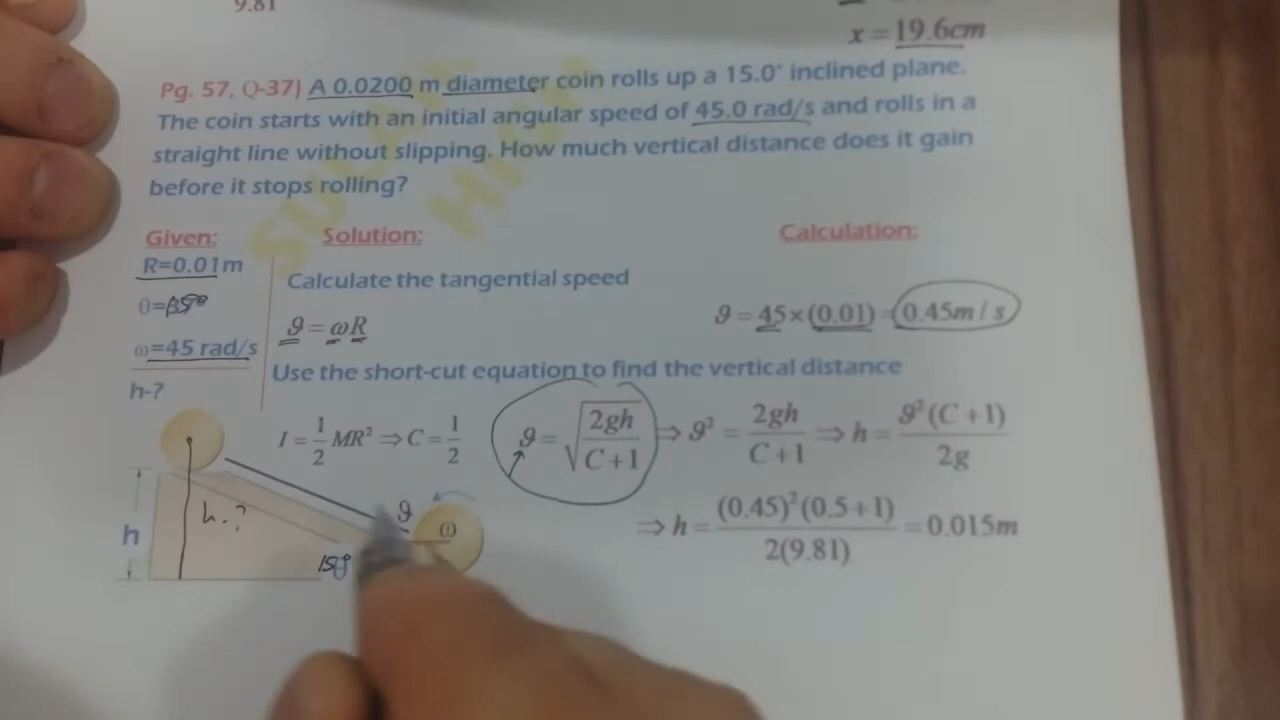 9.81
x = 19.6cm
Pg. 57, Q-37) A 0.0200 m diameter coin rolls up a 15.0° inclined plane.
The coin starts with an initial angular speed of 45.0 rad/s and rolls in a
straight line without slipping. How much vertical distance does it gain
before it stops rolling?
Given: Solution: Calculation:
R=0.01m
Calculate the tangential speed
θ=15°
ϑ = ωR ϑ = 45×(0.01) = 0.45m / s
ω=45 rad/s
Use the short-cut equation to find the vertical distance
h-?
I = 1/2 MR² ⇒ C = 1/2 ϑ = √(2gh/(C+1)) ⇒ ϑ² = 2gh/(C+1) ⇒ h = ϑ²(C+1)/2g
h.? ϑ ω
h
⇒ h = (0.45)²(0.5+1)/2(9.81) = 0.015m
15°